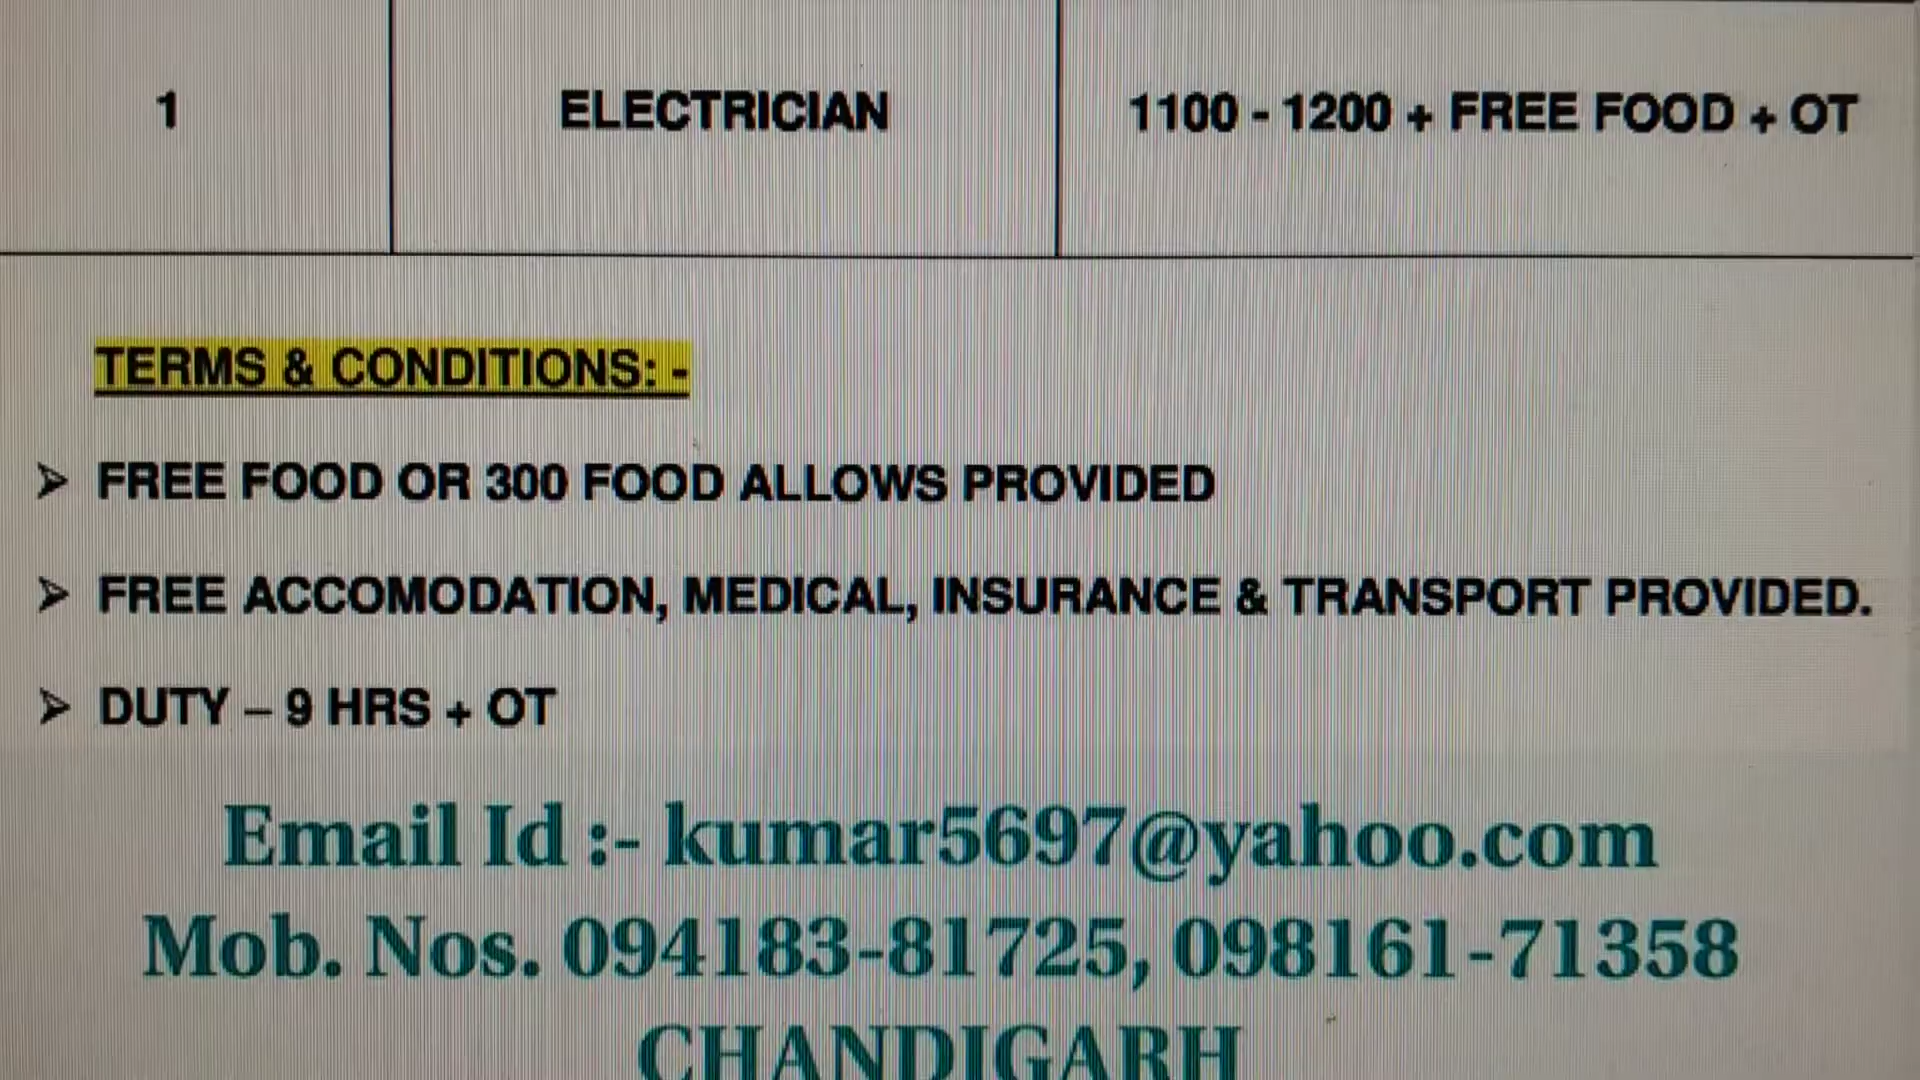 1 ELECTRICIAN 1100 - 1200 + FREE FOOD + OT
TERMS & CONDITIONS: -
➢ FREE FOOD OR 300 FOOD ALLOWS PROVIDED
➢ FREE ACCOMODATION, MEDICAL, INSURANCE & TRANSPORT PROVIDED.
➢ DUTY – 9 HRS + OT
Email Id :- kumar5697@yahoo.com
Mob. Nos. 094183-81725, 098161-71358
CHANDIGARH